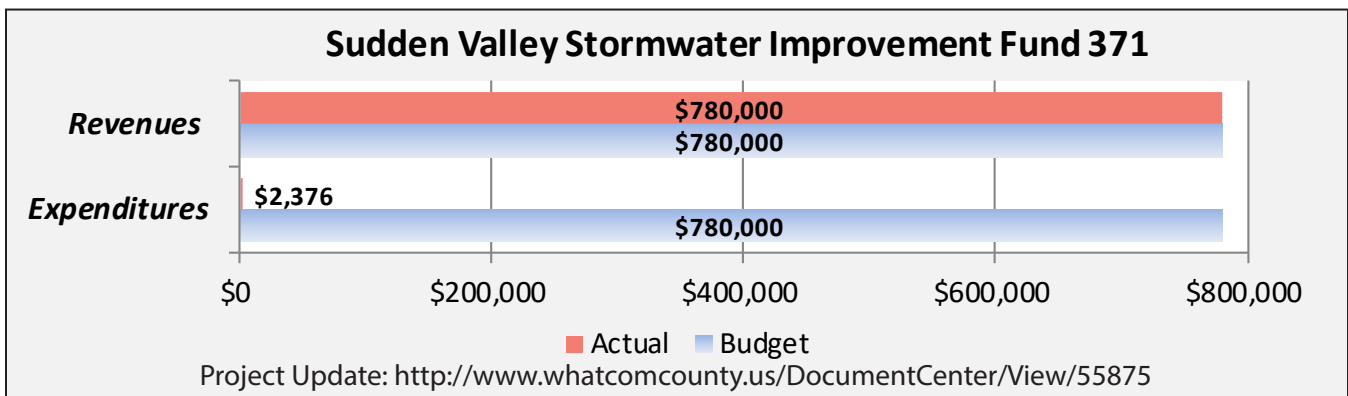 Sudden Valley Stormwater Improvement Fund 371
Revenues
$780,000
$780,000
Expenditures
$2,376
$780,000
$0 $200,000 $400,000 $600,000 $800,000
Actual Budget
Project Update: http://www.whatcomcounty.us/DocumentCenter/View/55875